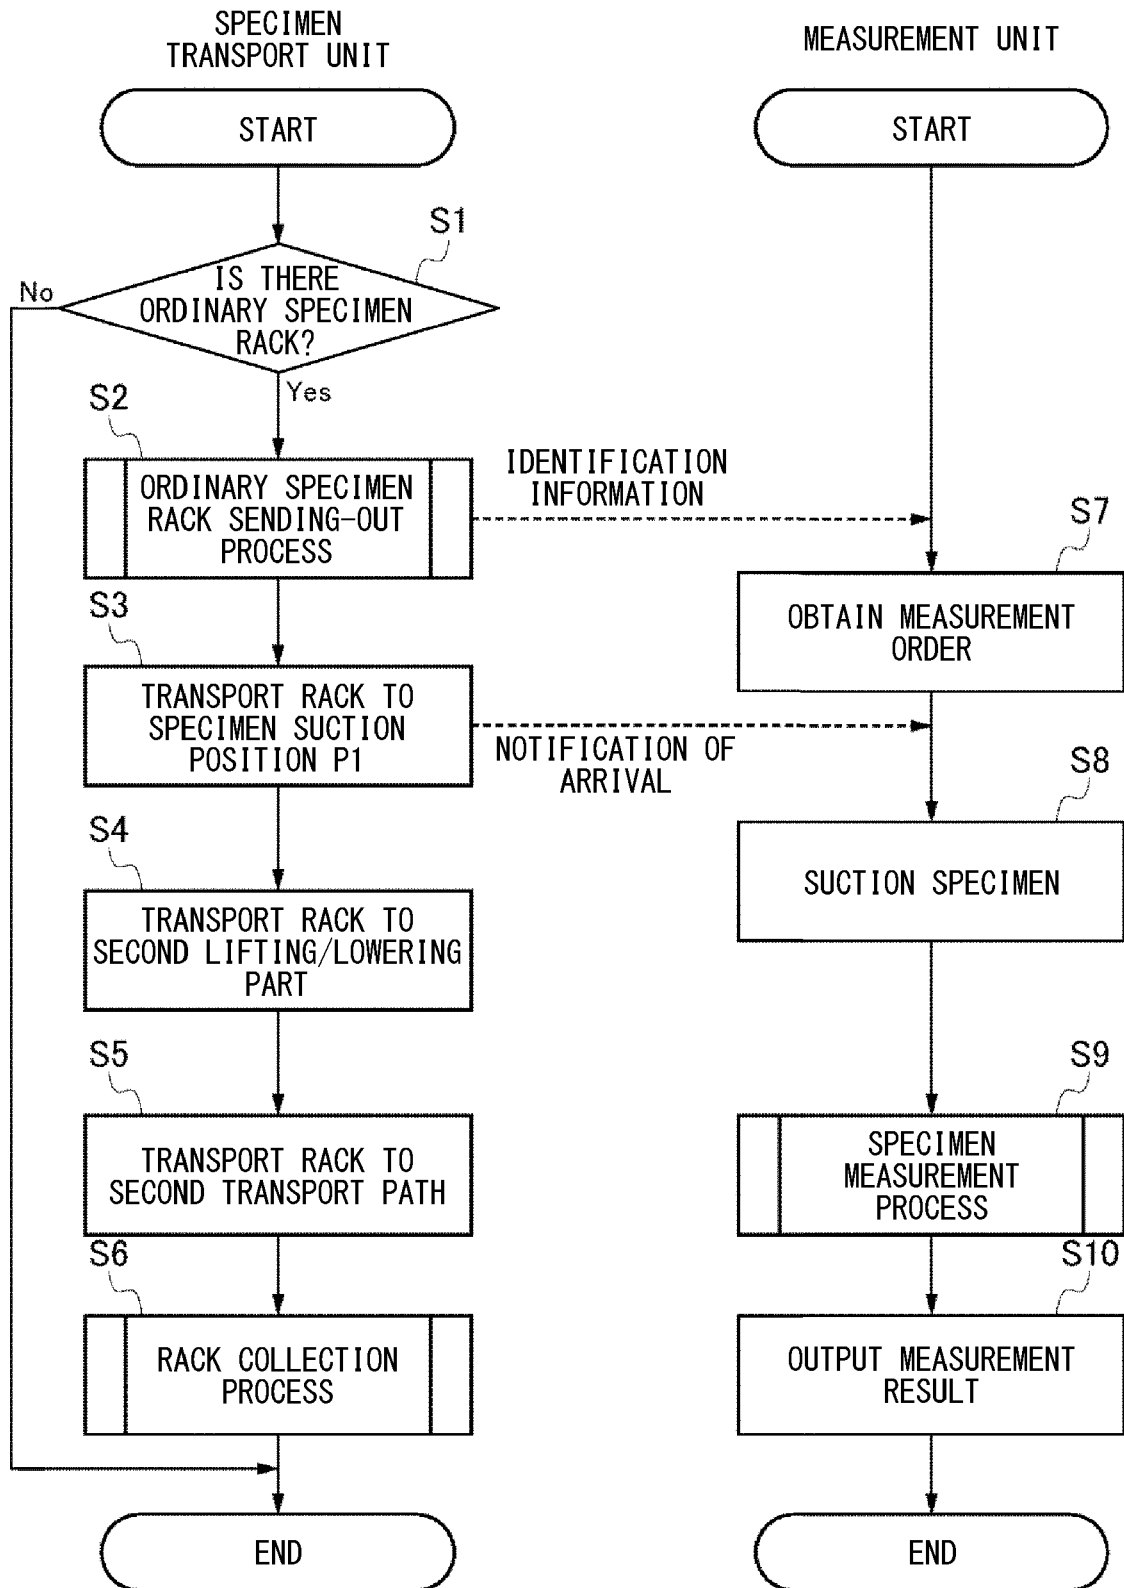 SPECIMEN
TRANSPORT UNIT
START
S1
IS THERE
ORDINARY SPECIMEN
RACK?
No
Yes
S2
ORDINARY SPECIMEN
RACK SENDING-OUT
PROCESS
IDENTIFICATION
INFORMATION
S3
TRANSPORT RACK TO
SPECIMEN SUCTION
POSITION P1
NOTIFICATION OF
ARRIVAL
S4
TRANSPORT RACK TO
SECOND LIFTING/LOWERING
PART
S5
TRANSPORT RACK TO
SECOND TRANSPORT PATH
S6
RACK COLLECTION
PROCESS
END
MEASUREMENT UNIT
START
S7
OBTAIN MEASUREMENT
ORDER
S8
SUCTION SPECIMEN
S9
SPECIMEN
MEASUREMENT
PROCESS
S10
OUTPUT MEASUREMENT
RESULT
END